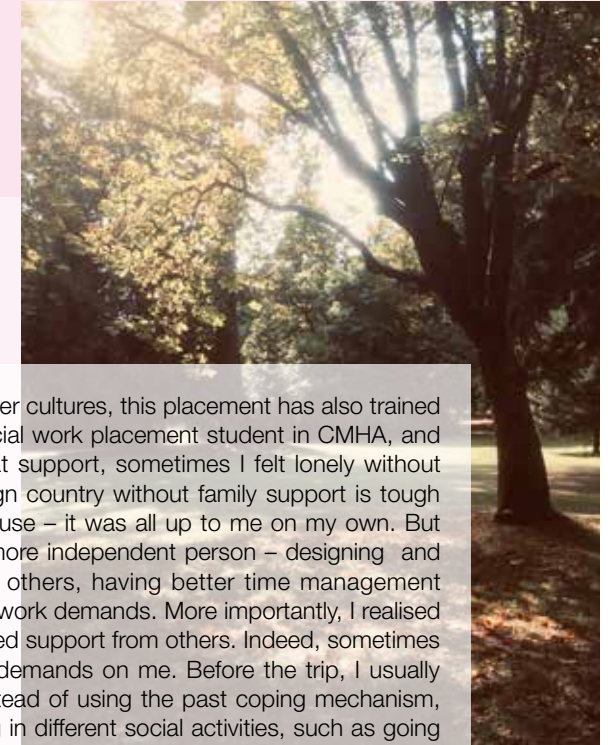 er cultures, this placement has also trained
cial work placement student in CMHA, and
at support, sometimes I felt lonely without
gn country without family support is tough
use – it was all up to me on my own. But
more independent person – designing and
others, having better time management
work demands. More importantly, I realised
ed support from others. Indeed, sometimes
demands on me. Before the trip, I usually
tead of using the past coping mechanism,
in different social activities, such as going